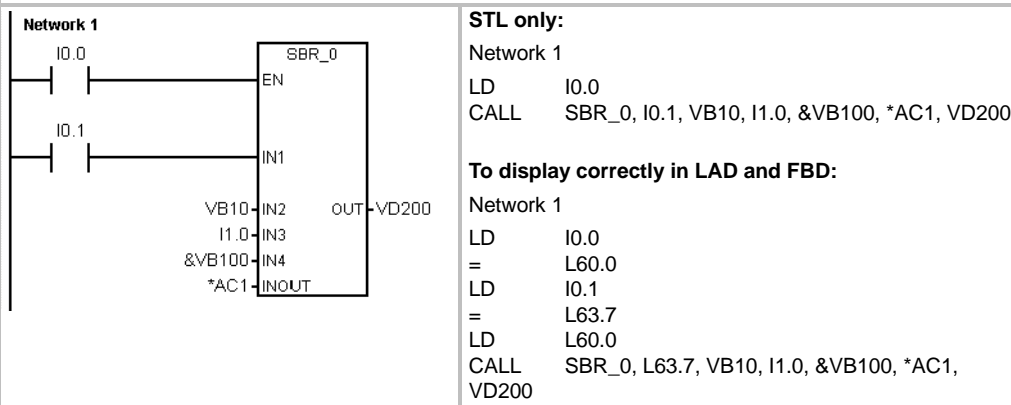 Network 1
I0.0
SBR_0
EN
I0.1
IN1
VB10 IN2 OUT VD200
I1.0 IN3
&VB100 IN4
*AC1 INOUT
STL only:
Network 1
LD I0.0
CALL SBR_0, I0.1, VB10, I1.0, &VB100, *AC1, VD200
To display correctly in LAD and FBD:
Network 1
LD I0.0
= L60.0
LD I0.1
= L63.7
LD L60.0
CALL SBR_0, L63.7, VB10, I1.0, &VB100, *AC1,
VD200